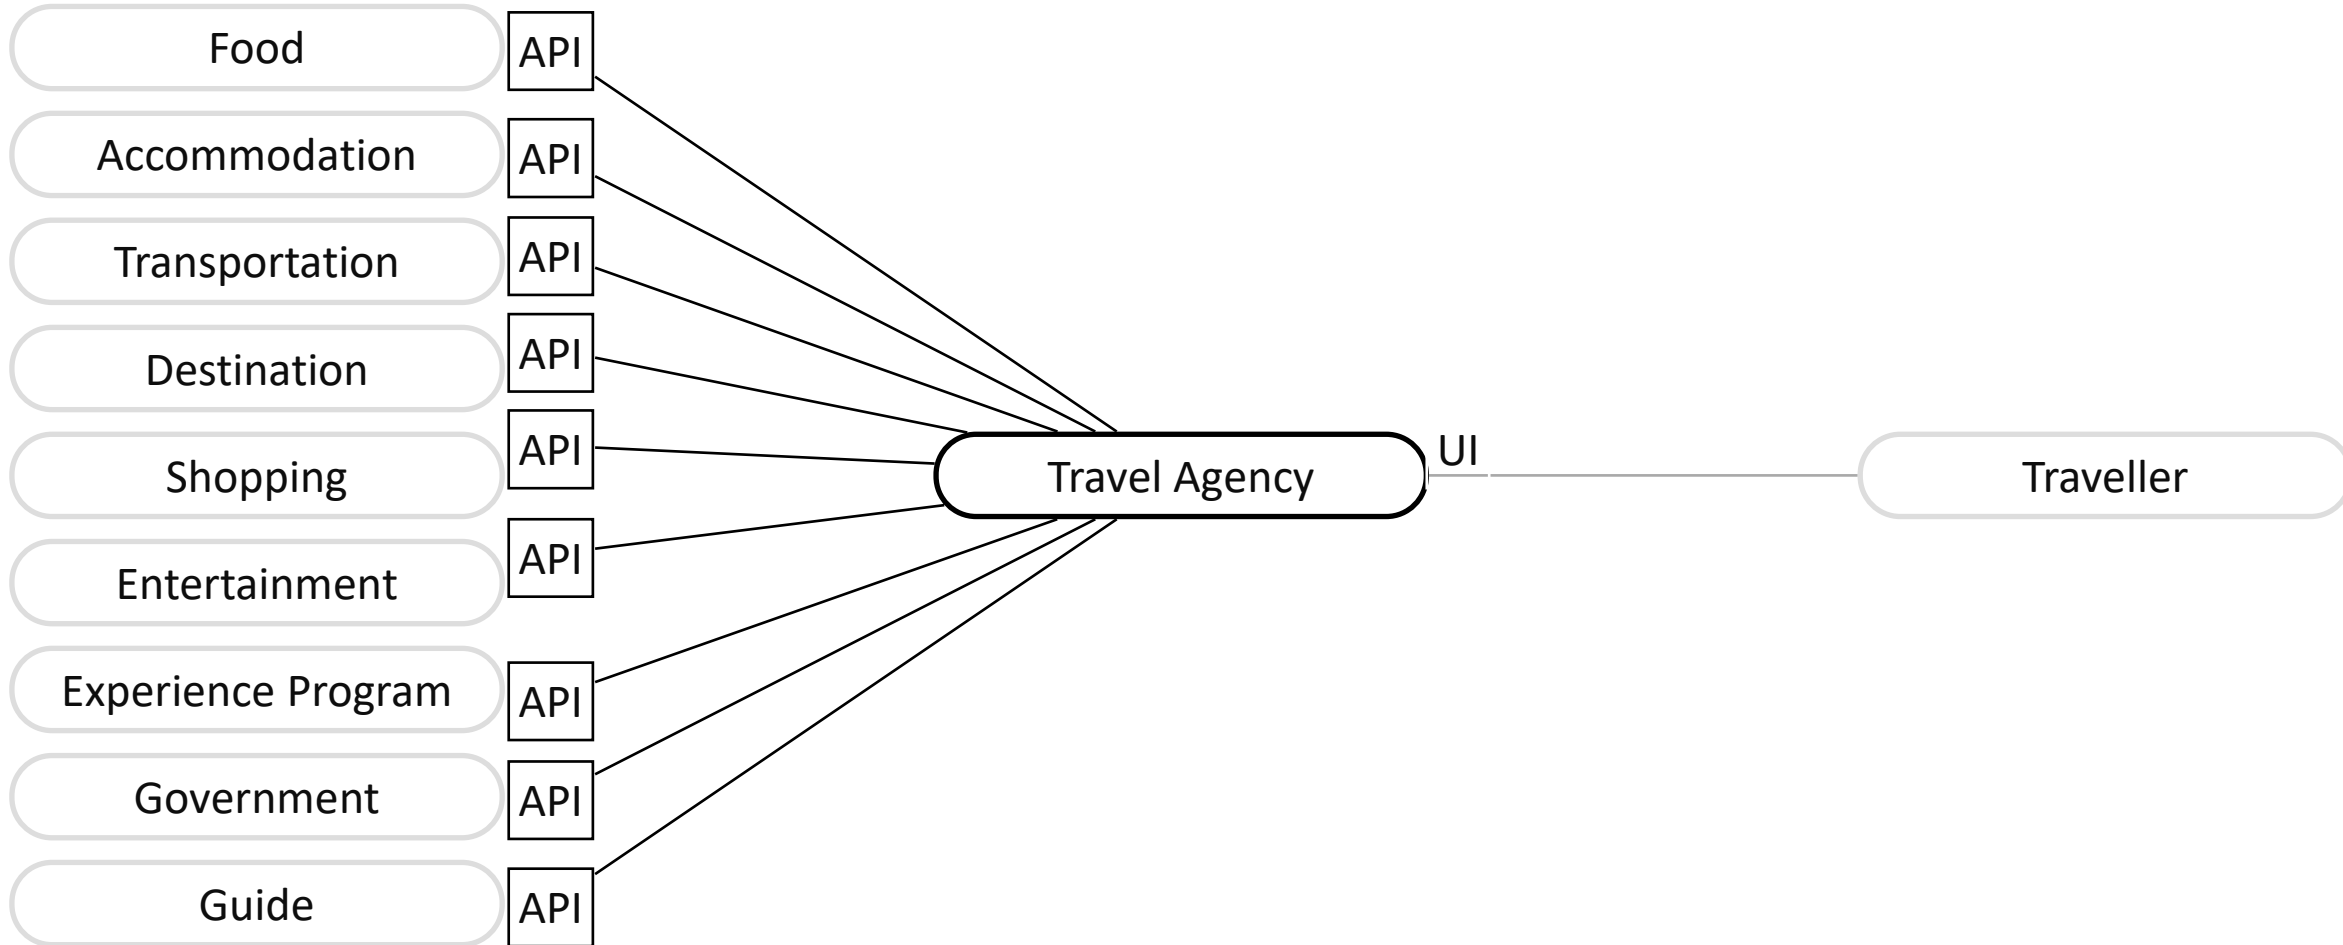 Food
API
Accommodation
API
Transportation
API
Destination
API
Shopping
API
Entertainment
API
Experience Program
API
Government
API
Guide
API
Travel Agency
UI
Traveller